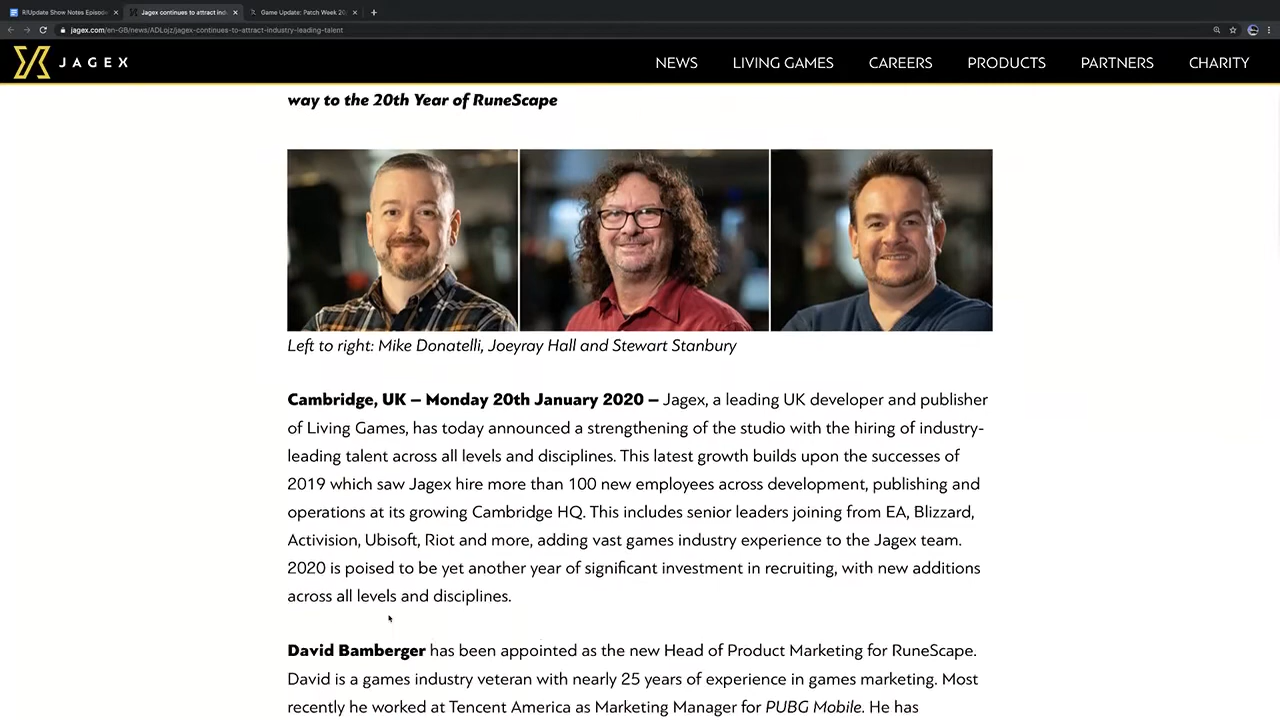 R/Update Show Notes Episode
Jagex continues to attract ind
Game Update: Patch Week 20
jagex.com/en-GB/news/ADLojz/jagex-continues-to-attract-industry-leading-talent
JAGEX
NEWS LIVING GAMES CAREERS PRODUCTS PARTNERS CHARITY
way to the 20th Year of RuneScape
Left to right: Mike Donatelli, Joeyray Hall and Stewart Stanbury
Cambridge, UK – Monday 20th January 2020 – Jagex, a leading UK developer and publisher
of Living Games, has today announced a strengthening of the studio with the hiring of industry-
leading talent across all levels and disciplines. This latest growth builds upon the successes of
2019 which saw Jagex hire more than 100 new employees across development, publishing and
operations at its growing Cambridge HQ. This includes senior leaders joining from EA, Blizzard,
Activision, Ubisoft, Riot and more, adding vast games industry experience to the Jagex team.
2020 is poised to be yet another year of significant investment in recruiting, with new additions
across all levels and disciplines.
David Bamberger has been appointed as the new Head of Product Marketing for RuneScape.
David is a games industry veteran with nearly 25 years of experience in games marketing. Most
recently he worked at Tencent America as Marketing Manager for PUBG Mobile. He has